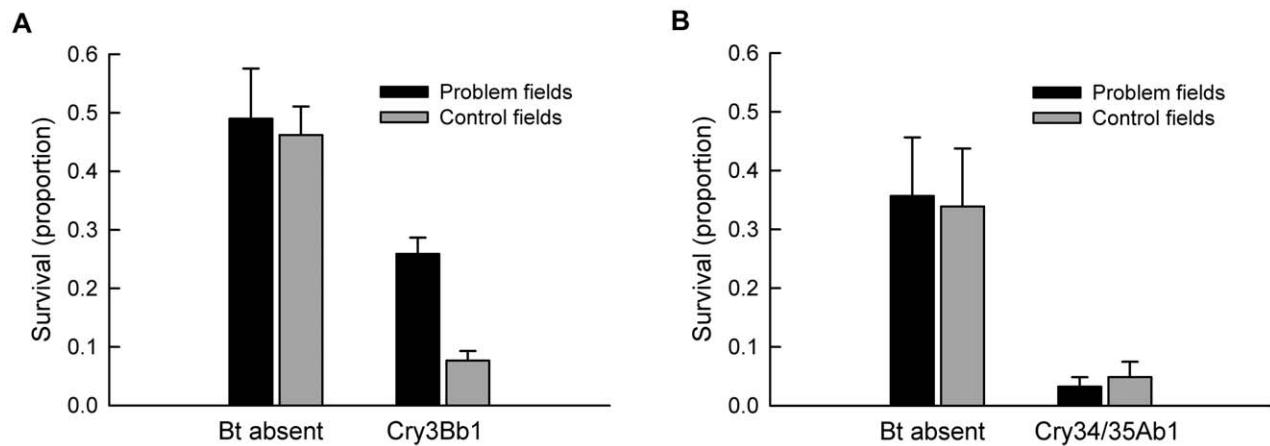 A
Survival (proportion)
0.6
0.5
0.4
0.3
0.2
0.1
0.0
Problem fields
Control fields
Bt absent
Cry3Bb1
B
Survival (proportion)
0.6
0.5
0.4
0.3
0.2
0.1
0.0
Problem fields
Control fields
Bt absent
Cry34/35Ab1